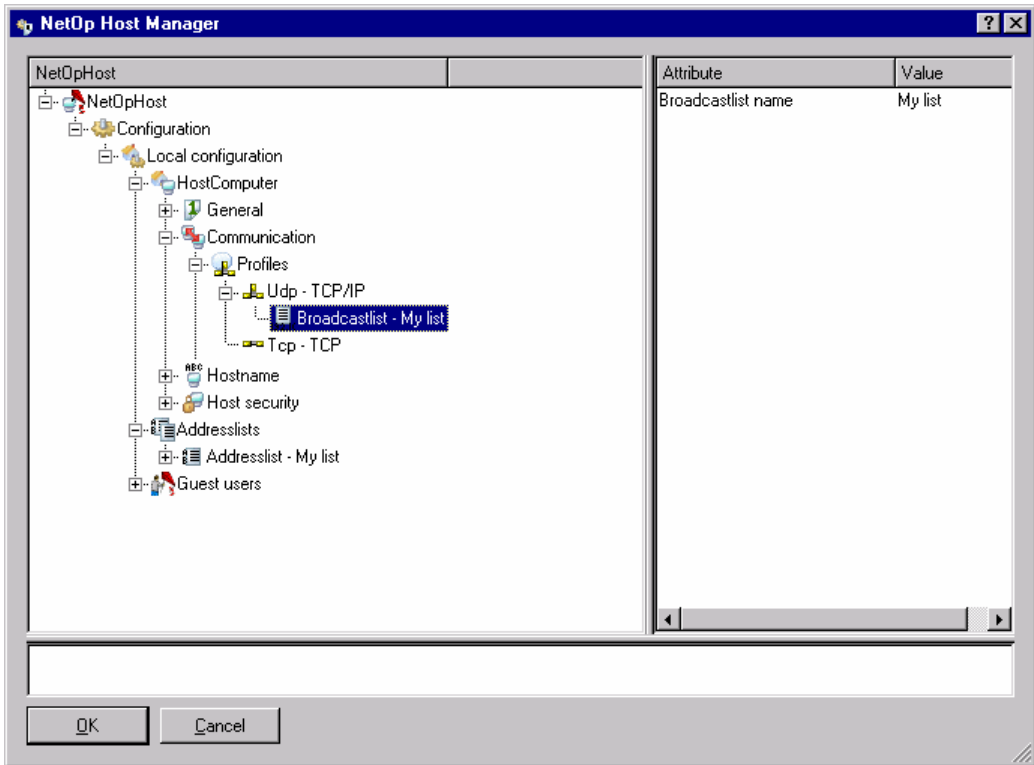 NetOp Host Manager
NetOpHost
Attribute Value
NetOpHost
Broadcastlist name My list
Configuration
Local configuration
HostComputer
General
Communication
Profiles
Udp - TCP/IP
Broadcastlist - My list
Tcp - TCP
ABC
Hostname
Host security
Addresslists
Addresslist - My list
Guest users
OK Cancel